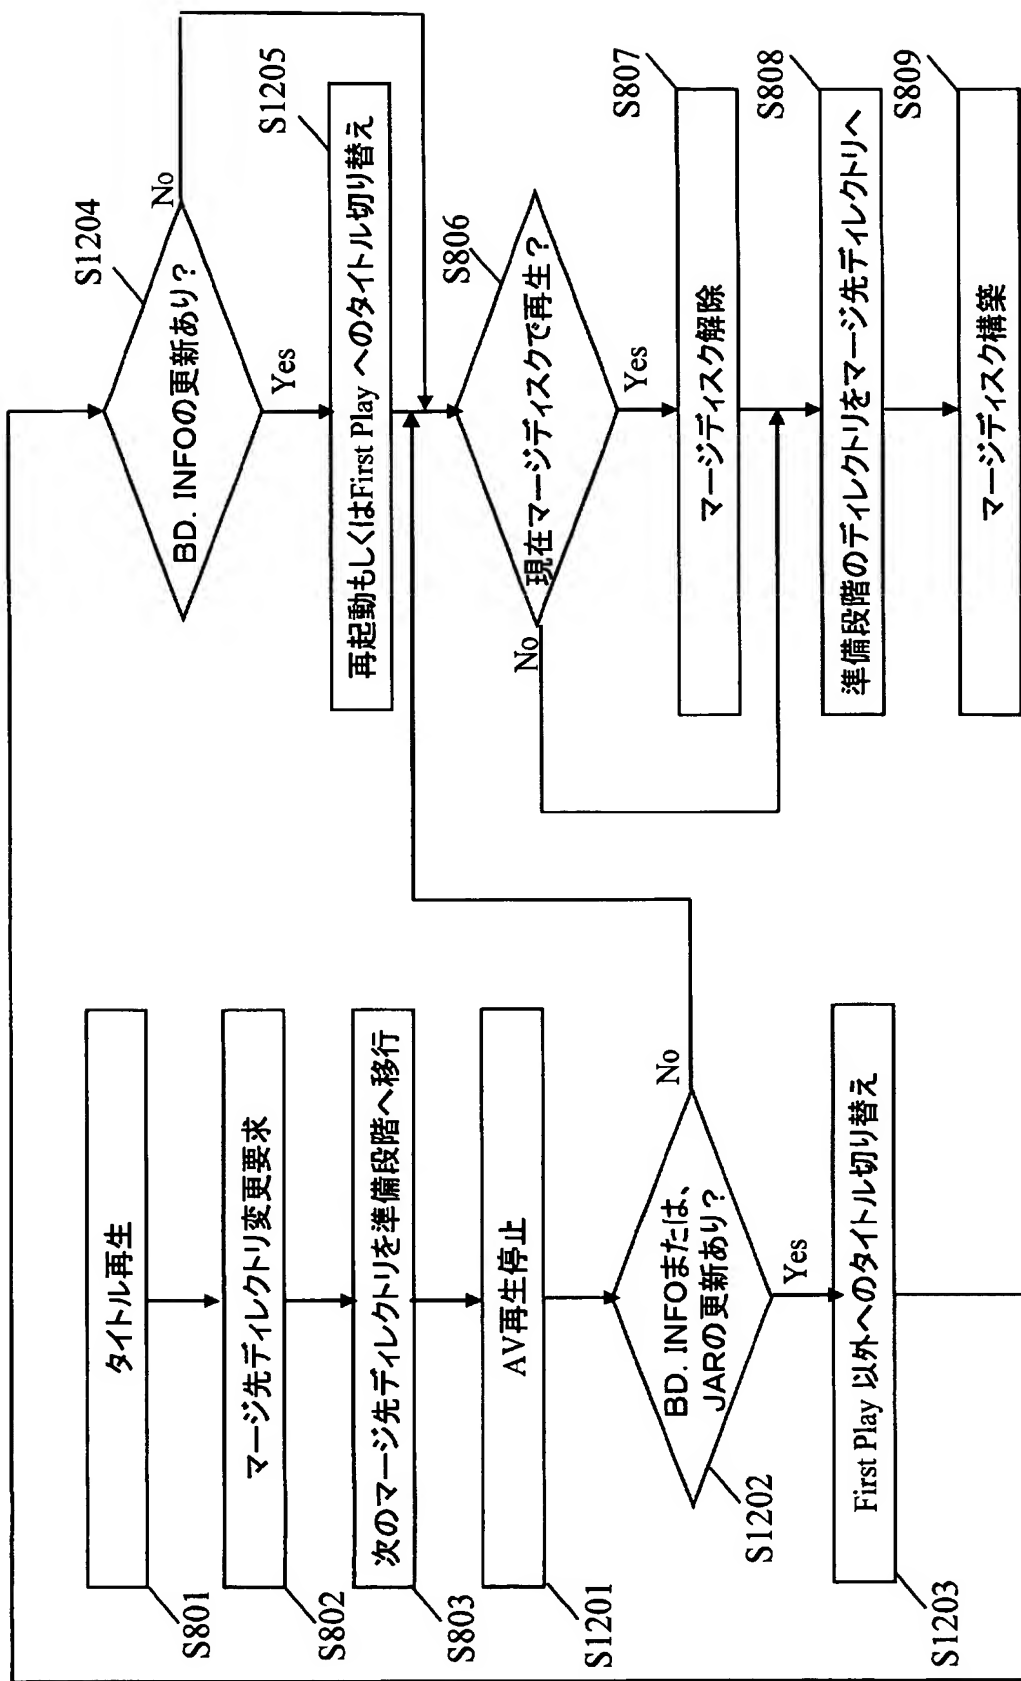 S801
タイトル再生
S802
マージ先ディレクトリ変更要求
S803
次のマージ先ディレクトリを準備段階へ移行
S1201
AV再生停止
S1202
BD. INFOまたは、
JARの更新あり？
No
Yes
S1203
First Play 以外へのタイトル切り替え
S1204
BD. INFOの更新あり？
No
Yes
S1205
再起動もしくはFirst Play へのタイトル切り替え
S806
現在マージディスクで再生？
No
Yes
S807
マージディスク解除
S808
準備段階のディレクトリをマージ先ディレクトリへ
S809
マージディスク構築